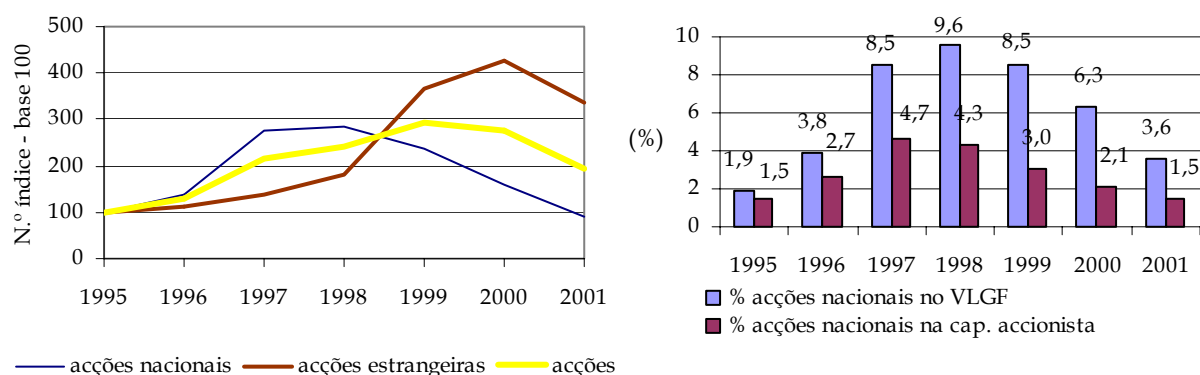 N.º índice - base 100
500
400
300
200
100
0
1995 1996 1997 1998 1999 2000 2001
acções nacionais acções estrangeiras acções
(%)
10
8
6
4
2
0
1,9 3,8 8,5 9,6 8,5 6,3 3,6
1,5 2,7 4,7 4,3 3,0 2,1 1,5
1995 1996 1997 1998 1999 2000 2001
% acções nacionais no VLGF
% acções nacionais na cap. accionista